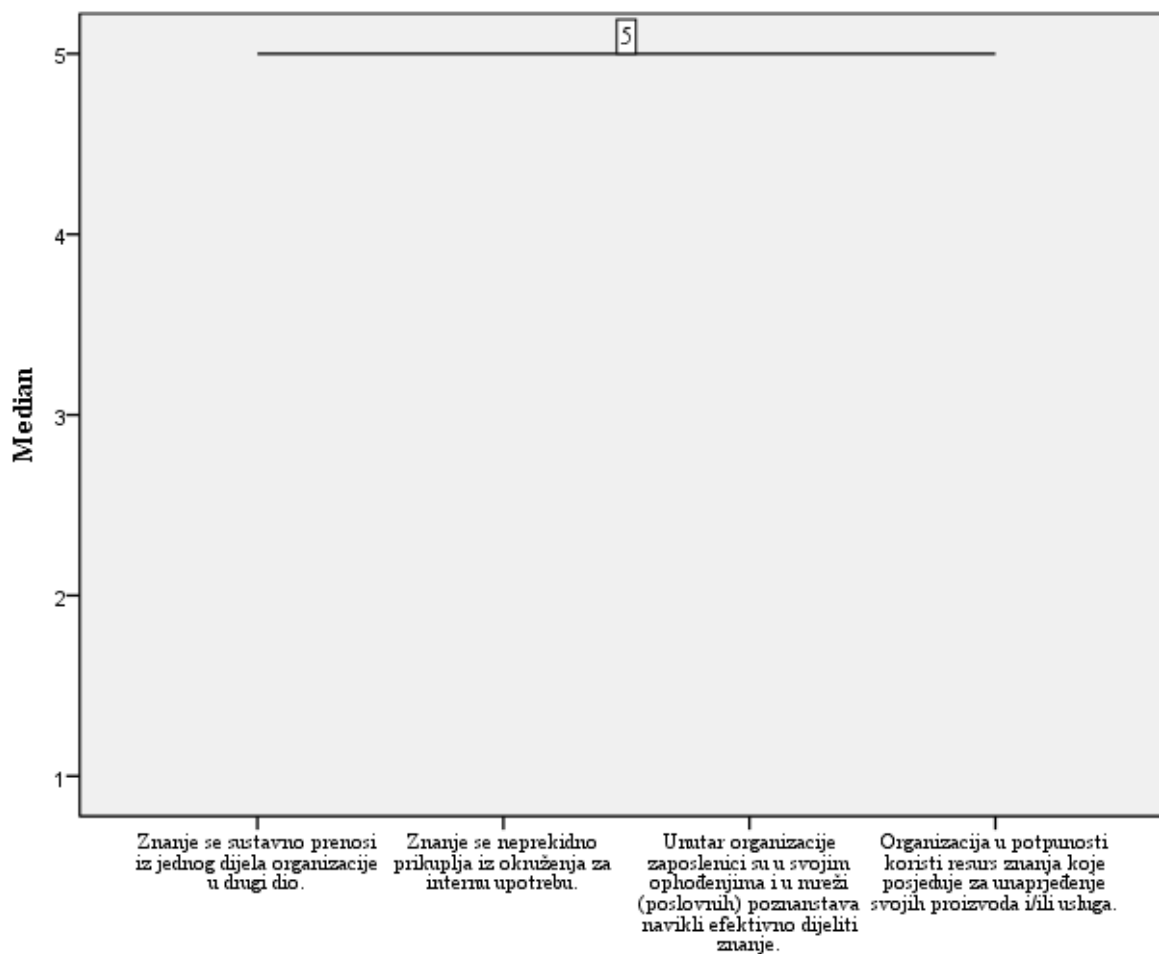 5
5
4
3
2
1
Median
Znanje se sustavno prenosi
iz jednog dijela organizacije
u drugi dio.
Znanje se neprekidno
prikuplja iz okruženja za
internu upotrebu.
Unutar organizacije
zaposlenici su u svojim
ophođenjima i u mreži
(poslovnih) poznanstava
navikli efektivno dijeliti
znanje.
Organizacija u potpunosti
koristi resurs znanja koje
posjeduje za unaprjeđenje
svojih proizvoda i/ili usluga.